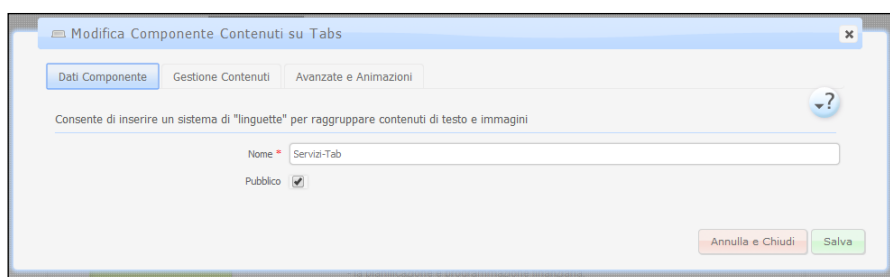 Modifica Componente Contenuti su Tabs
Dati Componente Gestione Contenuti Avanzate e Animazioni
?
Consente di inserire un sistema di "linguette" per raggruppare contenuti di testo e immagini
Nome * Servizi-Tab
Pubblico
Annulla e Chiudi Salva